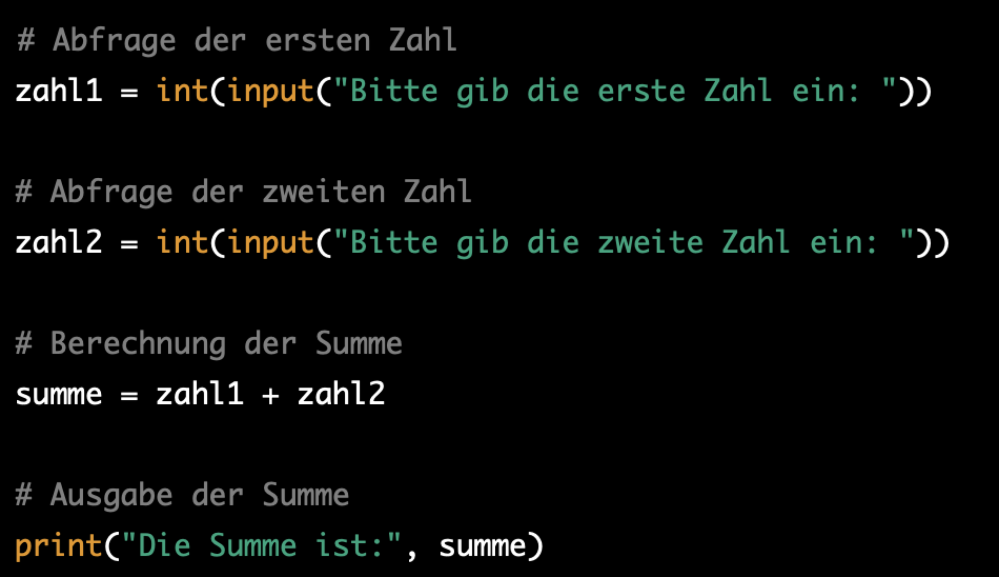 # Abfrage der ersten Zahl
zahl1 = int(input("Bitte gib die erste Zahl ein: "))
# Abfrage der zweiten Zahl
zahl2 = int(input("Bitte gib die zweite Zahl ein: "))
# Berechnung der Summe
summe = zahl1 + zahl2
# Ausgabe der Summe
print("Die Summe ist:", summe)